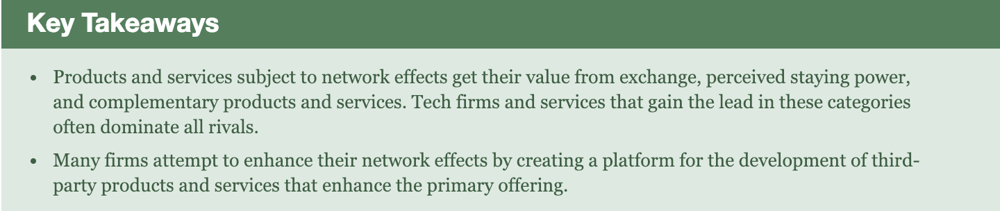 Key Takeaways
• Products and services subject to network effects get their value from exchange, perceived staying power,
and complementary products and services. Tech firms and services that gain the lead in these categories
often dominate all rivals.
• Many firms attempt to enhance their network effects by creating a platform for the development of third-
party products and services that enhance the primary offering.